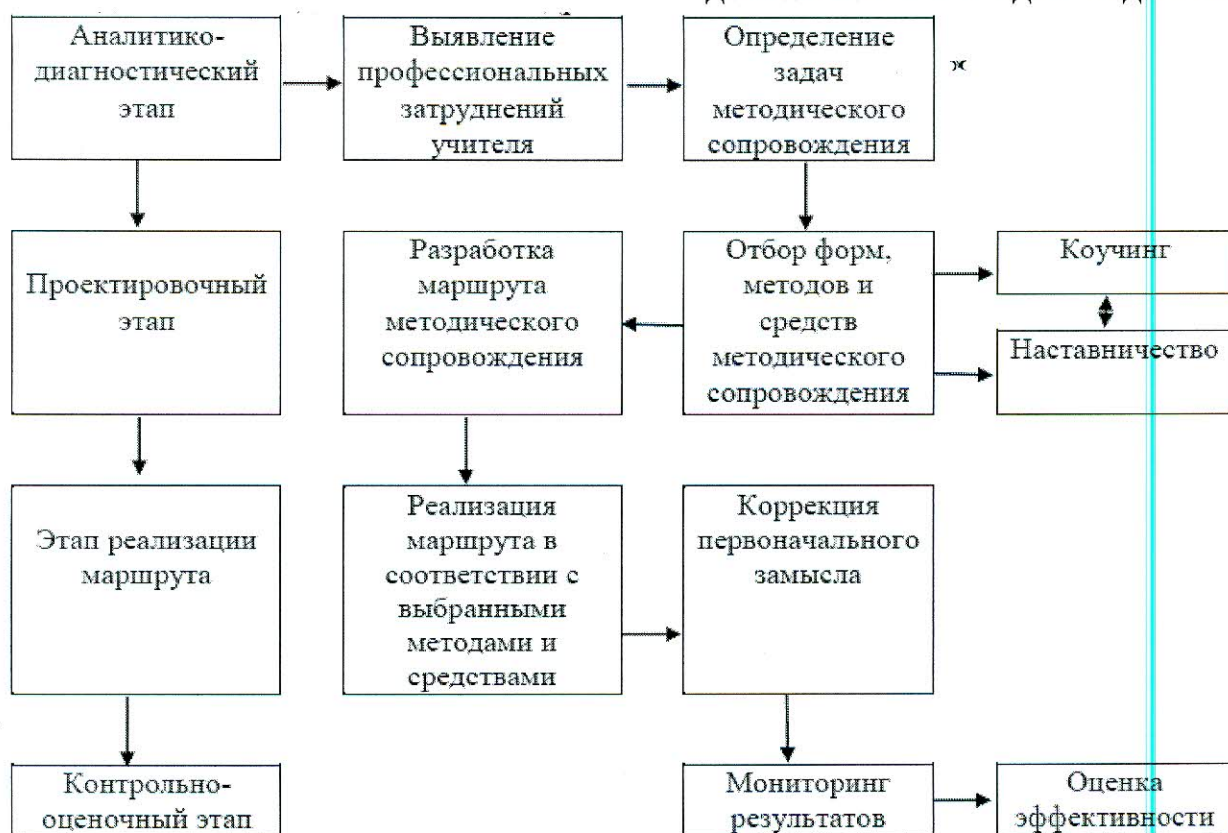 Аналитико-
диагностический
этап
Выявление
профессиональных
затруднений
учителя
Определение
задач
методического
сопровождения
ж
Проектировочный
этап
Разработка
маршрута
методического
сопровождения
Отбор форм,
методов и
средств
методического
сопровождения
Коучинг
Наставничество
Этап реализации
маршрута
Реализация
маршрута в
соответствии с
выбранными
методами и
средствами
Коррекция
первоначального
замысла
Контрольно-
оценочный этап
Мониторинг
результатов
Оценка
эффективности